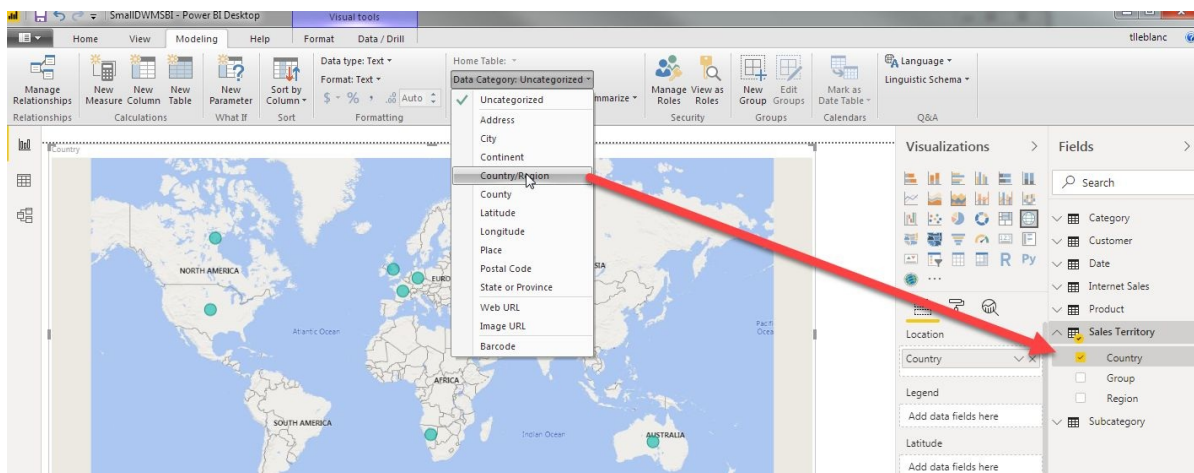 SmallDWMSBI - Power BI Desktop
Visual tools
Home View Modeling Help Format Data / Drill
tlleblanc
Manage Relationships
New Measure
New Column
New Table
New Parameter
Sort by Column
Data type: Text
Format: Text
$ % , .00 Auto
Home Table:
Data Category: Uncategorized
mmarize
Manage Roles
View as Roles
New Group
Edit Groups
Mark as Date Table
Language
Linguistic Schema
Relationships
Calculations
What If
Sort
Formatting
Security
Groups
Calendars
Q&A
Uncategorized
Address
City
Continent
Country/Region
County
Latitude
Longitude
Place
Postal Code
State or Province
Web URL
Image URL
Barcode
Country
NORTH AMERICA
EURO
SIA
Atlantic Ocean
Pacif
Ocea
AFRICA
SOUTH AMERICA
Indian Ocean
AUSTRALIA
Visualizations
R Py
Location
Country
Legend
Add data fields here
Latitude
Add data fields here
Fields
Search
Category
Customer
Date
Internet Sales
Product
Sales Territory
Country
Group
Region
Subcategory